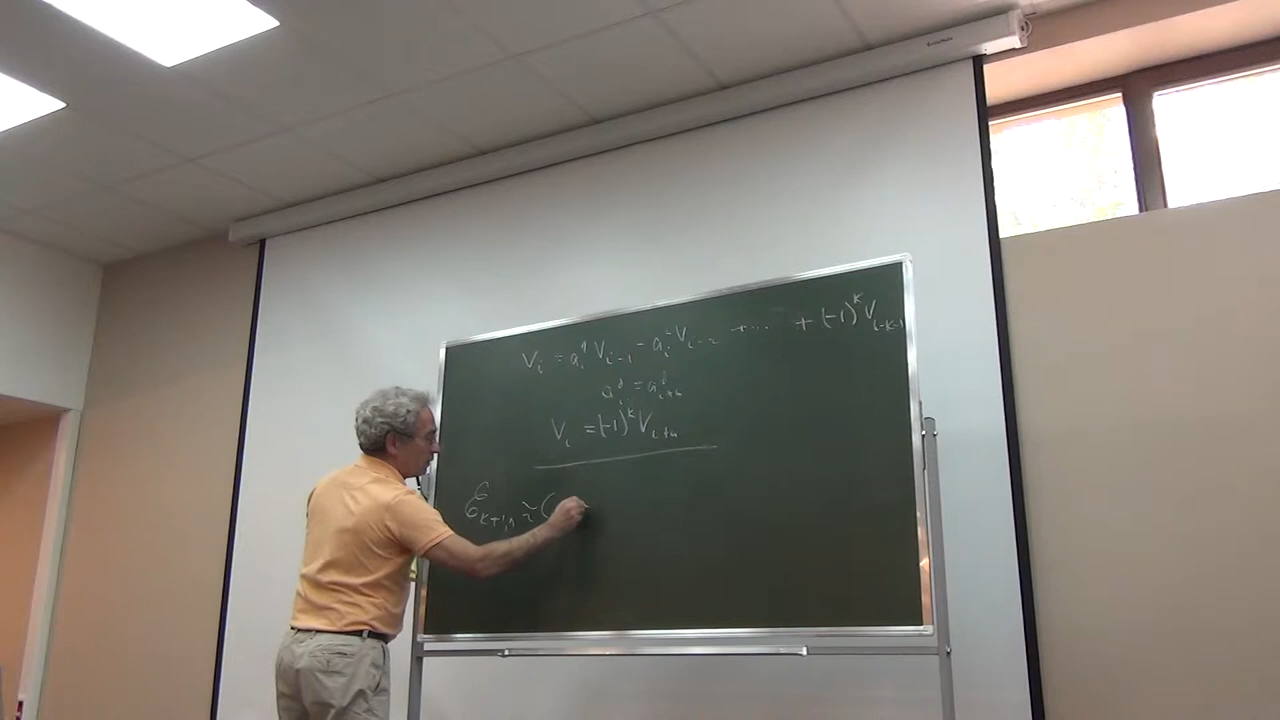 V_i = a_i^1 V_{i-1} - a_i^2 V_{i-2} + ... + (-1)^k V_{i-k-1}
a_i^j = a_{i+n}^j
V_i = (-1)^k V_{i+n}
ℰ_{k+1,n} ≃ (